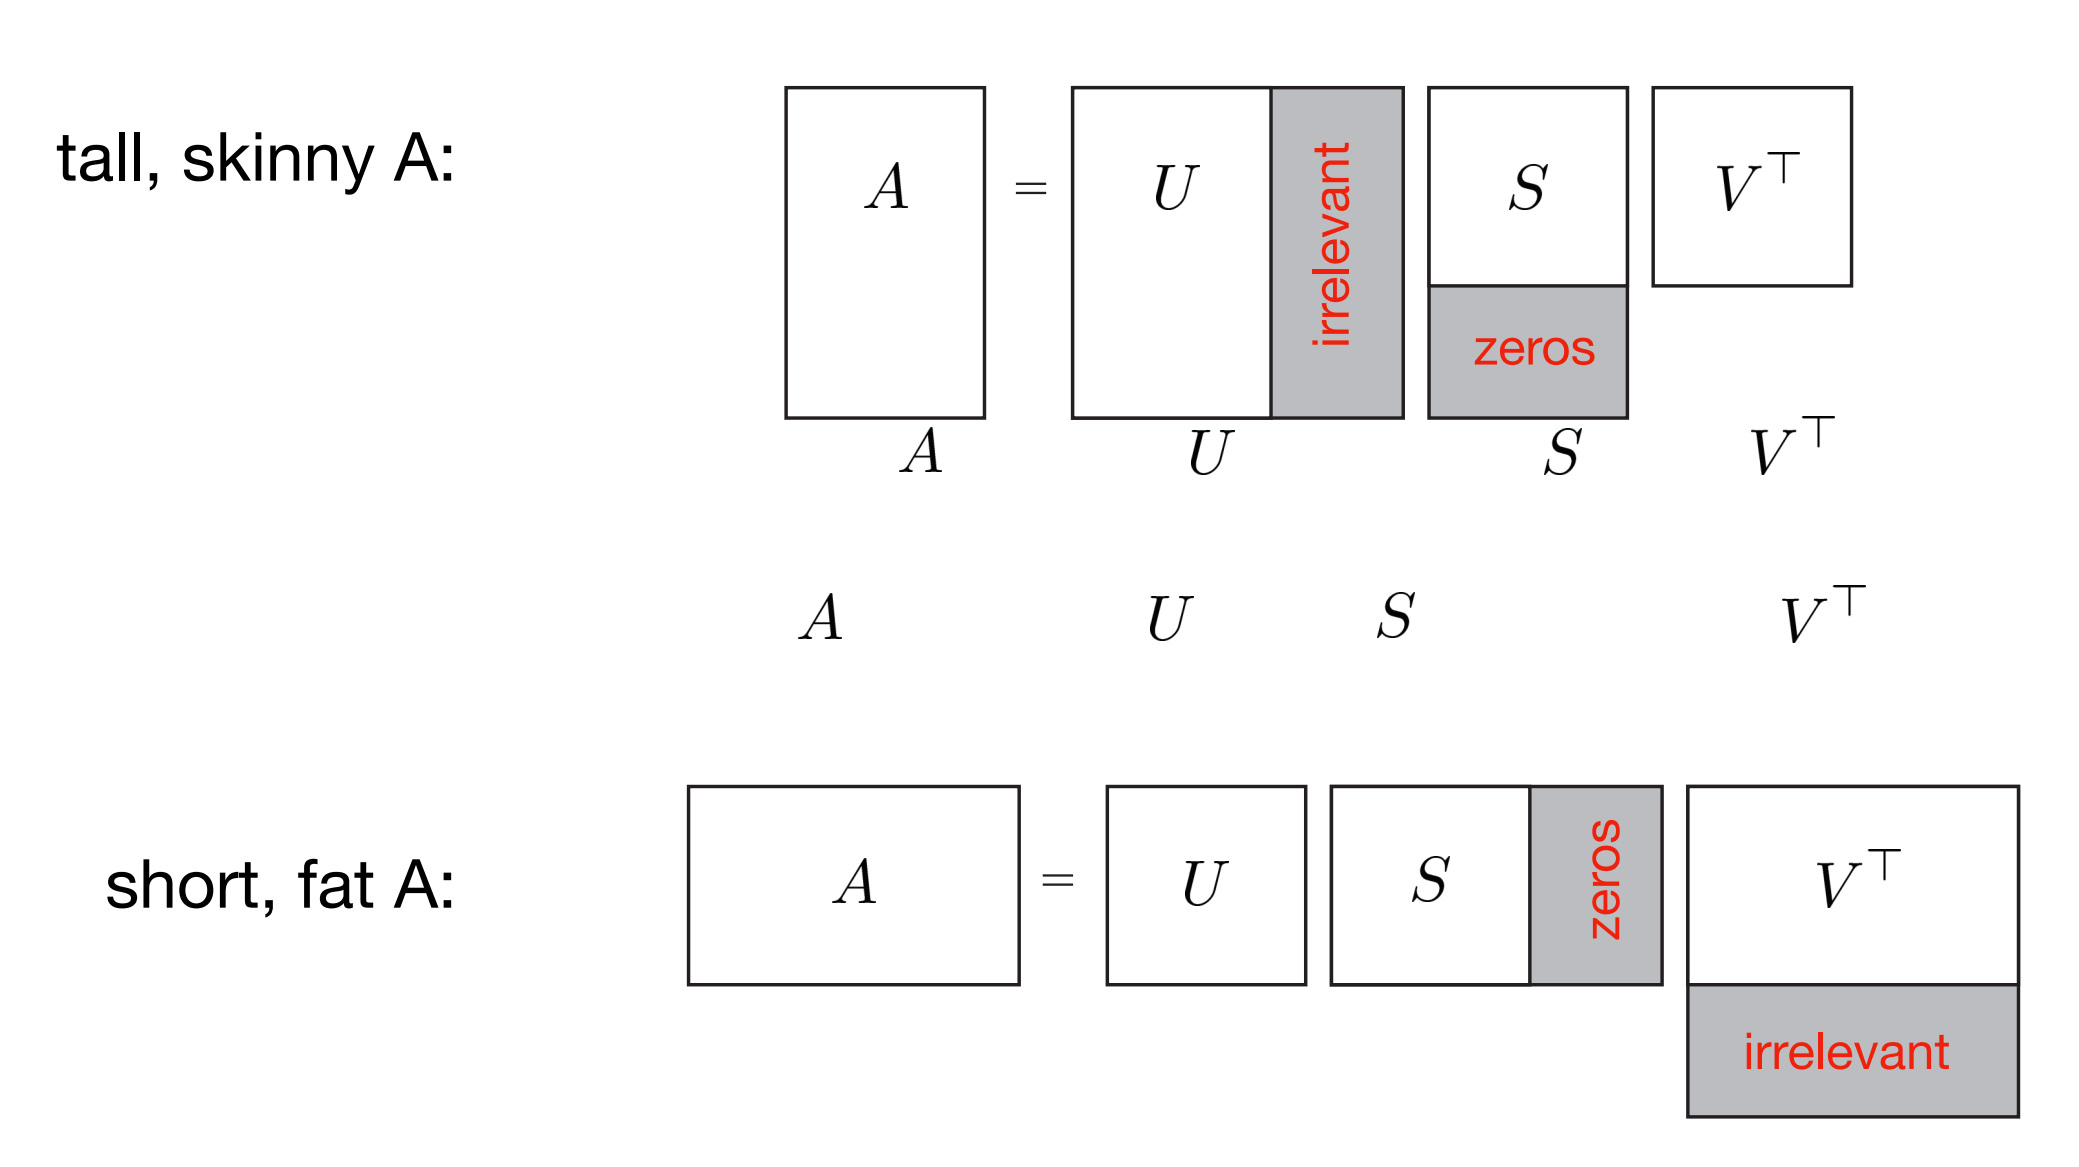 tall, skinny A:
A = U irrelevant S V⊤
zeros
A U S V⊤
A U S V⊤
short, fat A:
A = U S zeros V⊤
irrelevant